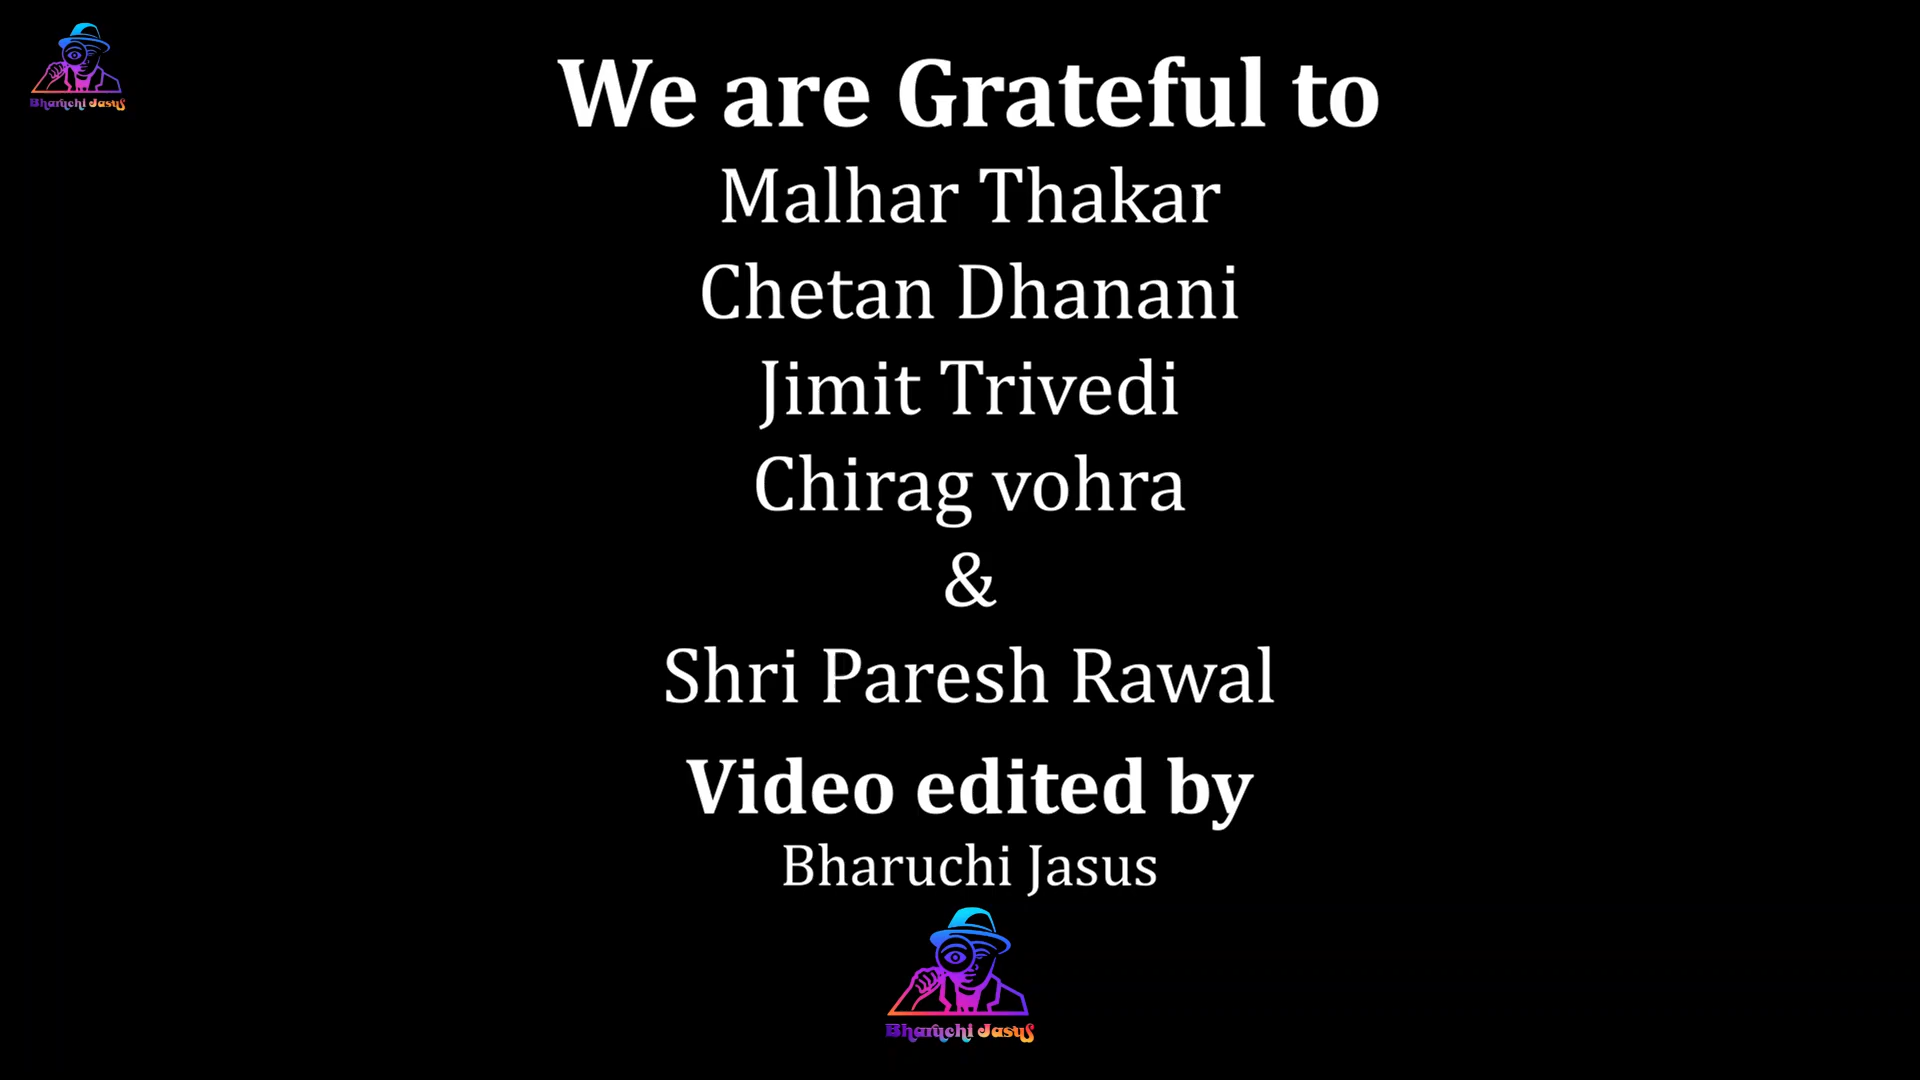 Bharuchi Jasus
We are Grateful to
Malhar Thakar
Chetan Dhanani
Jimit Trivedi
Chirag vohra
&
Shri Paresh Rawal
Video edited by
Bharuchi Jasus
Bharuchi Jasus